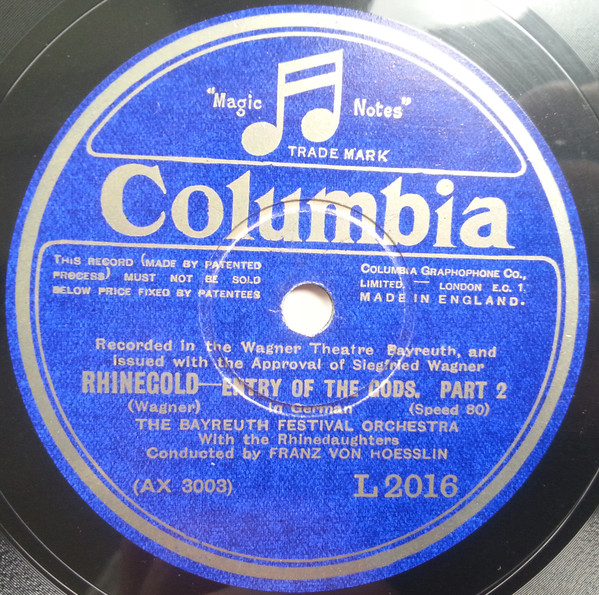 "Magic Notes"
TRADE MARK
Columbia
THIS RECORD (MADE BY PATENTED
PROCESS) MUST NOT BE SOLD
BELOW PRICE FIXED BY PATENTEES
COLUMBIA GRAPHOPHONE CO.,
LIMITED. — LONDON E.C. 1.
MADE IN ENGLAND.
Recorded in the Wagner Theatre Bayreuth, and
issued with the Approval of Siegfried Wagner
RHINEGOLD—ENTRY OF THE GODS. PART 2
(Wagner) In German (Speed 80)
THE BAYREUTH FESTIVAL ORCHESTRA
With the Rhinedaughters
Conducted by FRANZ VON HOESSLIN
(AX 3003) L 2016